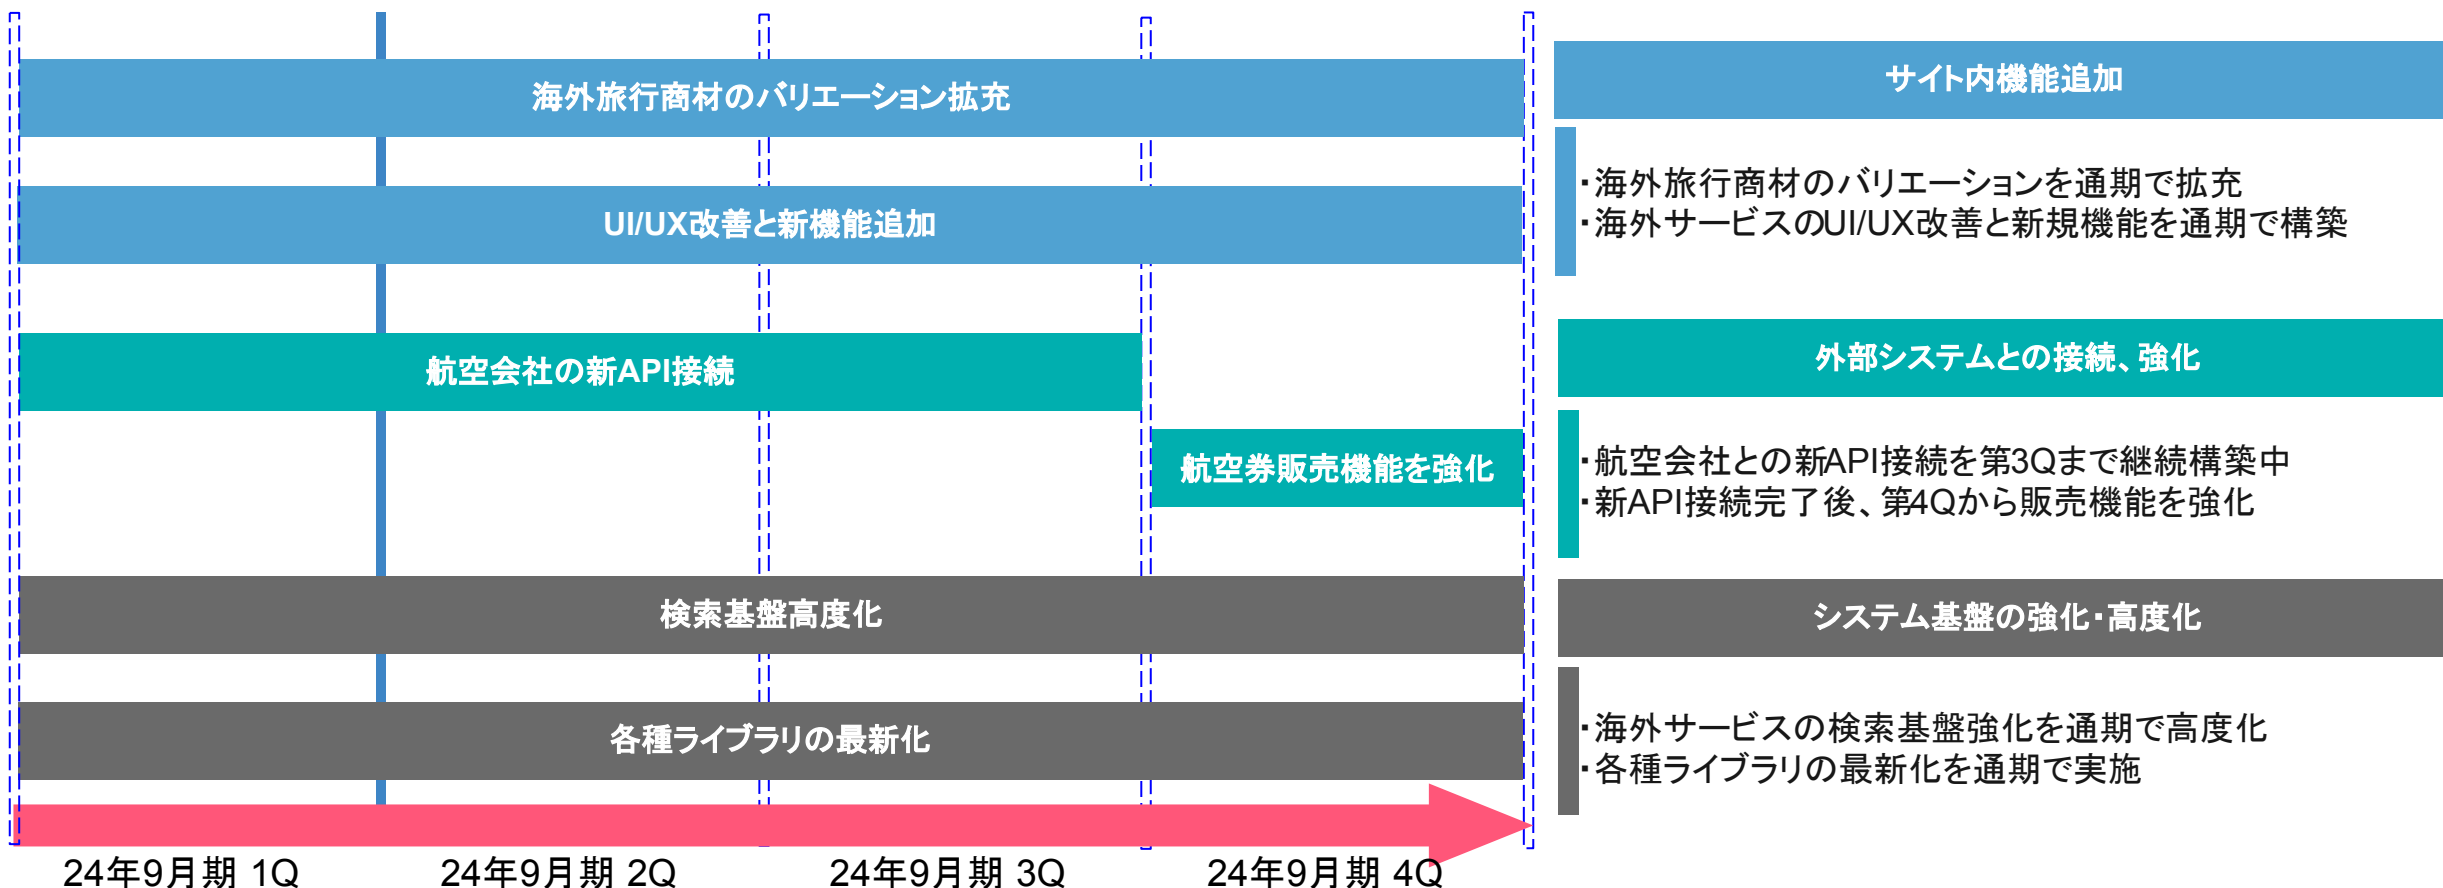 海外旅行商材のバリエーション拡充
UI/UX改善と新機能追加
航空会社の新API接続
航空券販売機能を強化
検索基盤高度化
各種ライブラリの最新化
24年9月期 1Q
24年9月期 2Q
24年9月期 3Q
24年9月期 4Q
サイト内機能追加
・海外旅行商材のバリエーションを通期で拡充
・海外サービスのUI/UX改善と新規機能を通期で構築
外部システムとの接続、強化
・航空会社との新API接続を第3Qまで継続構築中
・新API接続完了後、第4Qから販売機能を強化
システム基盤の強化・高度化
・海外サービスの検索基盤強化を通期で高度化
・各種ライブラリの最新化を通期で実施